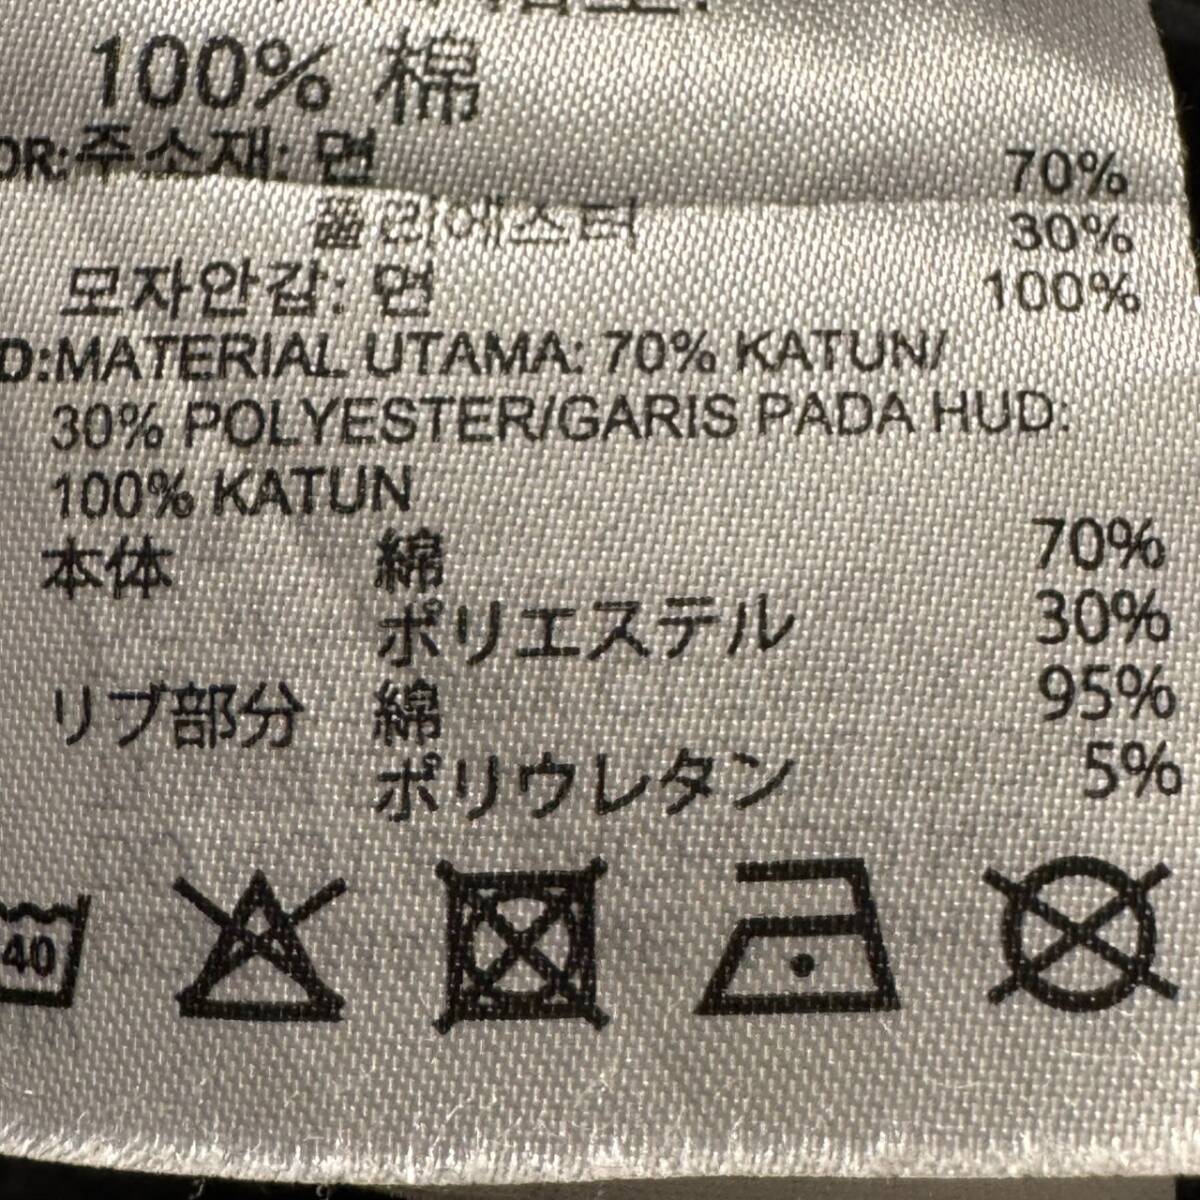 100% 棉
OR:주소재: 면 70%
폴리에스터 30%
모자안감: 면 100%
D:MATERIAL UTAMA: 70% KATUN/
30% POLYESTER/GARIS PADA HUD:
100% KATUN
本体 綿 70%
ポリエステル 30%
リブ部分 綿 95%
ポリウレタン 5%
40